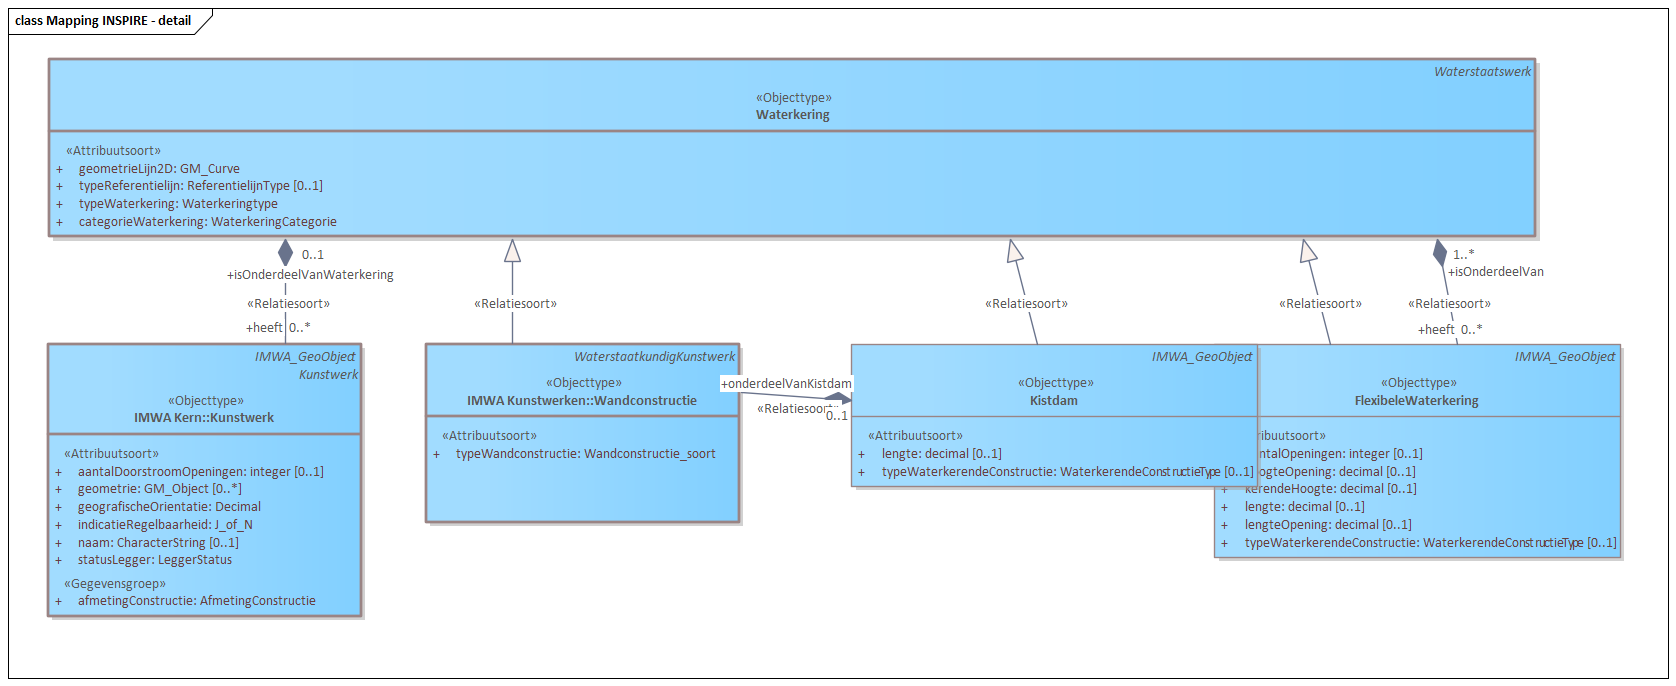 class Mapping INSPIRE - detail
Waterstaatswerk
«Objecttype»
Waterkering
«Attribuutsoort»
+ geometrieLijn2D: GM_Curve
+ typeReferentielijn: ReferentielijnType [0..1]
+ typeWaterkering: Waterkeringtype
+ categorieWaterkering: WaterkeringCategorie
0..1
+isOnderdeelVanWaterkering
«Relatiesoort»
+heeft 0..*
«Relatiesoort»
«Relatiesoort»
«Relatiesoort»
1..*
+isOnderdeelVan
«Relatiesoort»
+heeft 0..*
IMWA_GeoObject
Kunstwerk
«Objecttype»
IMWA Kern::Kunstwerk
«Attribuutsoort»
+ aantalDoorstroomOpeningen: integer [0..1]
+ geometrie: GM_Object [0..*]
+ geografischeOrientatie: Decimal
+ indicatieRegelbaarheid: J_of_N
+ naam: CharacterString [0..1]
+ statusLegger: LeggerStatus
«Gegevensgroep»
+ afmetingConstructie: AfmetingConstructie
WaterstaatkundigKunstwerk
«Objecttype»
IMWA Kunstwerken::Wandconstructie
«Attribuutsoort»
+ typeWandconstructie: Wandconstructie_soort
+onderdeelVanKistdam
«Relatiesoort»
0..1
IMWA_GeoObject
«Objecttype»
Kistdam
«Attribuutsoort»
+ lengte: decimal [0..1]
+ typeWaterkerendeConstructie: WaterkerendeConstructieType [0..1]
IMWA_GeoObject
«Objecttype»
FlexibeleWaterkering
ribuutsoort»
ntalOpeningen: integer [0..1]
ogteOpening: decimal [0..1]
+ kerendeHoogte: decimal [0..1]
+ lengte: decimal [0..1]
+ lengteOpening: decimal [0..1]
+ typeWaterkerendeConstructie: WaterkerendeConstructieType [0..1]